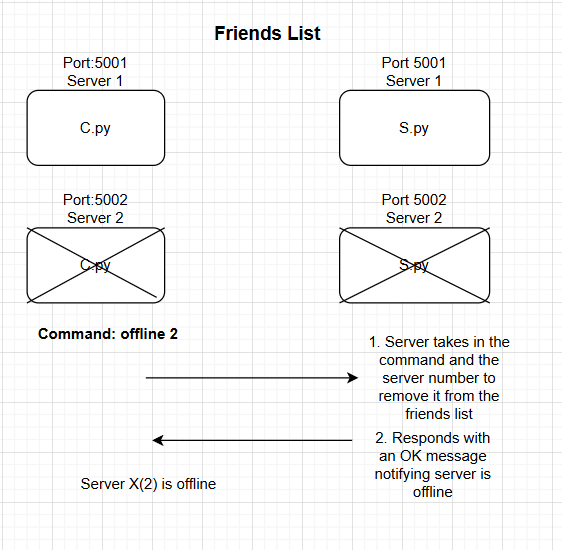 Friends List
Port:5001
Server 1
C.py
Port 5001
Server 1
S.py
Port:5002
Server 2
C.py
Port 5002
Server 2
S.py
Command: offline 2
1. Server takes in the
command and the
server number to
remove it from the
friends list
2. Responds with
an OK message
notifying server is
offline
Server X(2) is offline